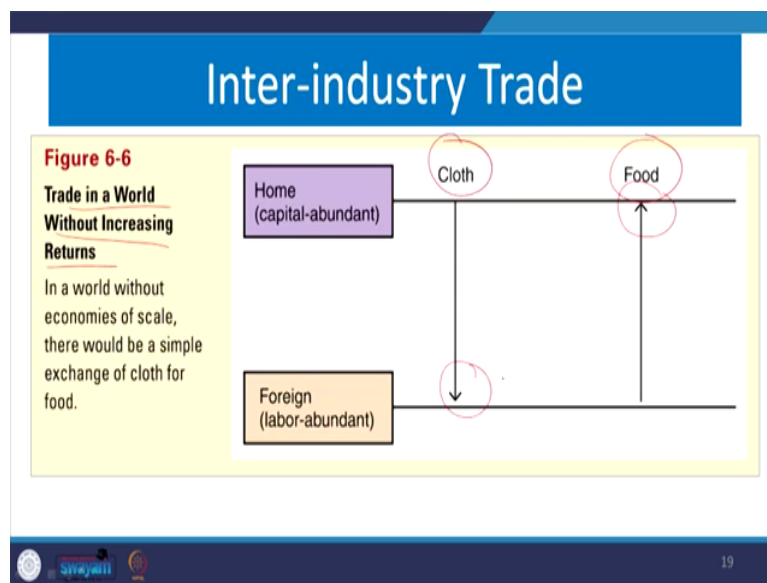 Inter-industry Trade
Figure 6-6
Trade in a World
Without Increasing
Returns
In a world without
economies of scale,
there would be a simple
exchange of cloth for
food.
Cloth
Food
Home
(capital-abundant)
Foreign
(labor-abundant)
swayam
19